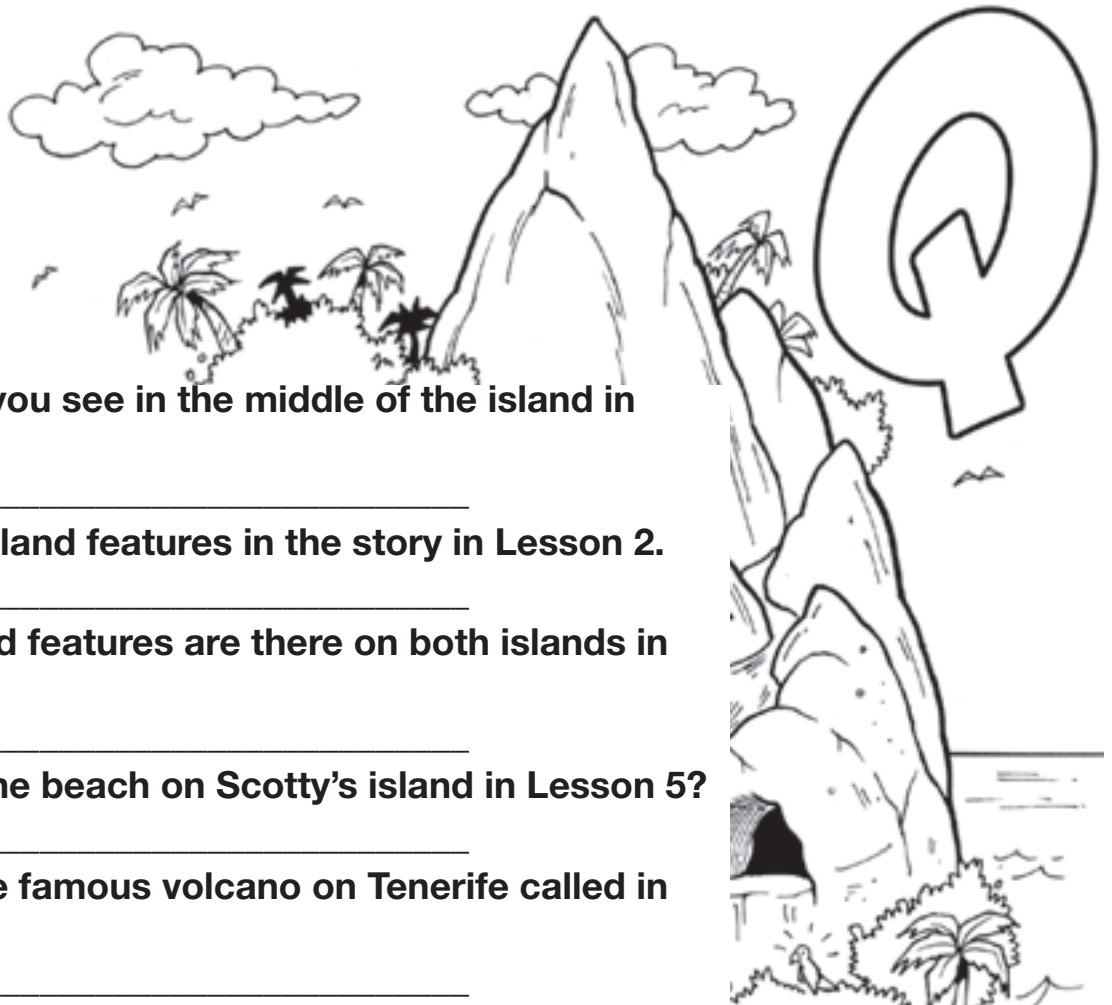 Q
you see in the middle of the island in
land features in the story in Lesson 2.
d features are there on both islands in
he beach on Scotty’s island in Lesson 5?
e famous volcano on Tenerife called in